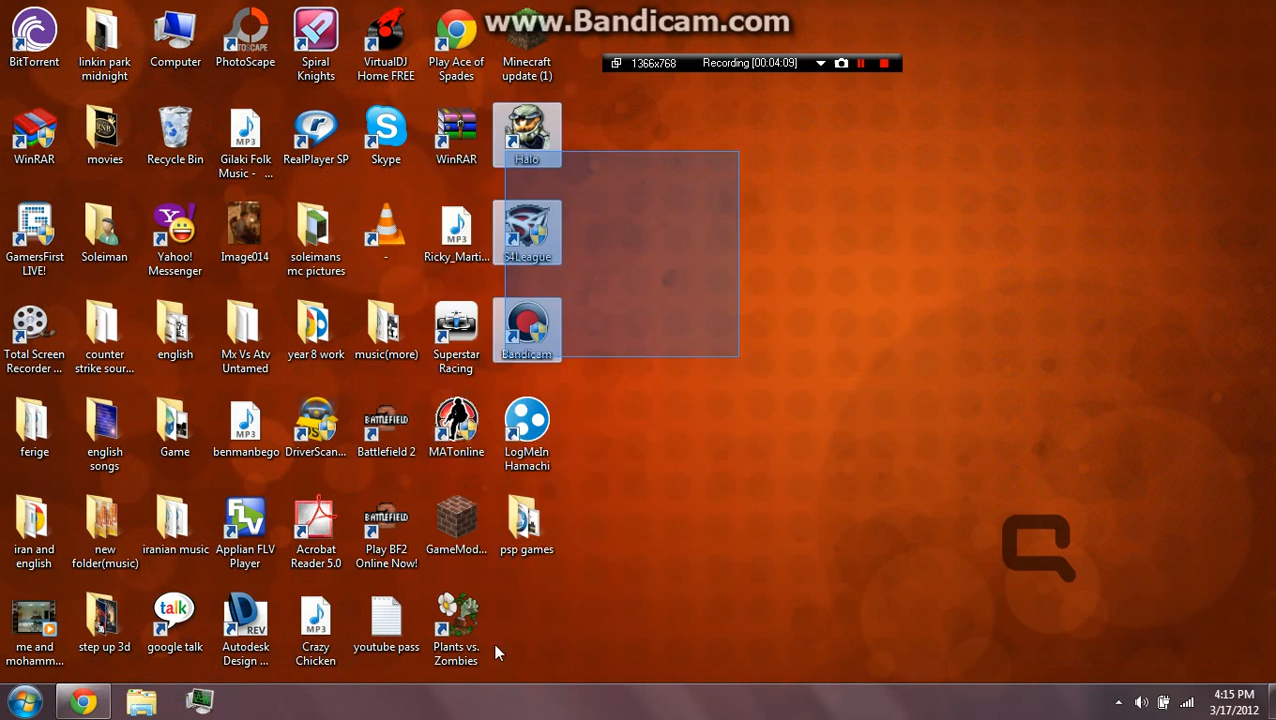 www.Bandicam.com
1366x768 Recording [00:04:09]
BitTorrent
linkin park
midnight
Computer
PhotoScape
Spiral
Knights
VirtualDJ
Home FREE
Play Ace of
Spades
Minecraft
update (1)
WinRAR
movies
Recycle Bin
Gilaki Folk
Music - ...
RealPlayer SP
Skype
WinRAR
Halo
GamersFirst
LIVE!
Soleiman
Yahoo!
Messenger
Image014
soleimans
mc pictures
-
Ricky_Marti...
S4League
Total Screen
Recorder ...
counter
strike sour...
english
Mx Vs Atv
Untamed
year 8 work
music(more)
Superstar
Racing
Bandicam
ferige
english
songs
Game
benmanbego
DriverScan...
Battlefield 2
MATonline
LogMeIn
Hamachi
iran and
english
new
folder(music)
iranian music
Applian FLV
Player
Acrobat
Reader 5.0
Play BF2
Online Now!
GameMod...
psp games
me and
mohamm...
step up 3d
google talk
Autodesk
Design ...
Crazy
Chicken
youtube pass
Plants vs.
Zombies
4:15 PM
3/17/2012